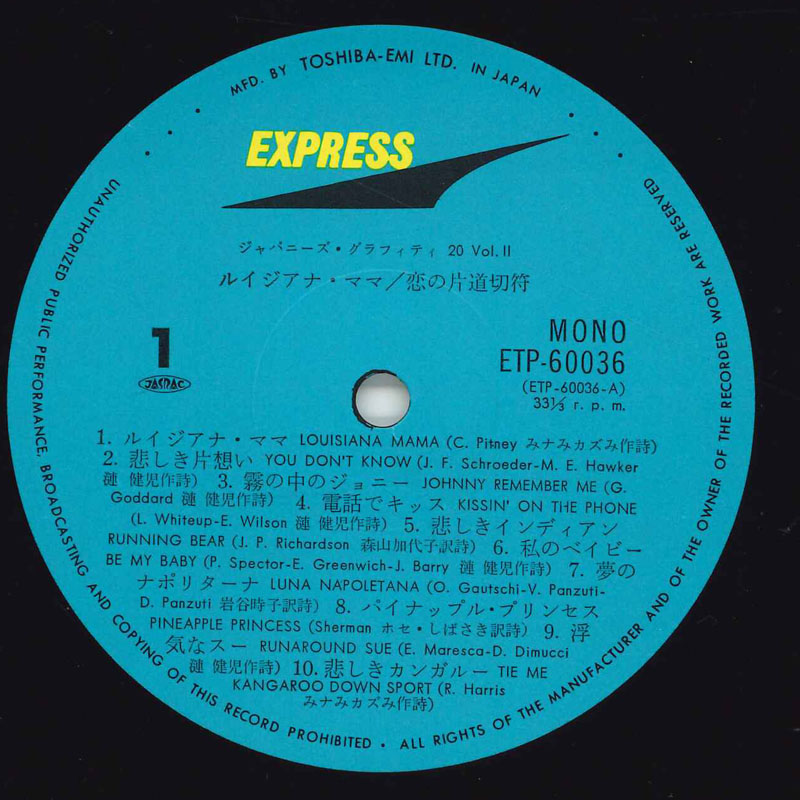 MFD. BY TOSHIBA-EMI LTD. IN JAPAN
EXPRESS
ジャパニーズ・グラフィティ 20 Vol.II
ルイジアナ・ママ/恋の片道切符
1
JASRAC
MONO
ETP-60036
(ETP-60036-A)
33⅓ r. p. m.
1. ルイジアナ・ママ LOUISIANA MAMA (C. Pitney みナみカズみ作詩)
2. 悲しき片想い YOU DON'T KNOW (J. F. Schroeder-M. E. Hawker
漣 健児作詩) 3. 霧の中のジョニー JOHNNY REMEMBER ME (G.
Goddard 漣 健児作詩) 4. 電話でキッス KISSIN' ON THE PHONE
(L. Whiteup-E. Wilson 漣 健児作詩) 5. 悲しきインディアン
RUNNING BEAR (J. P. Richardson 森山加代子訳詩) 6. 私のベイビー
BE MY BABY (P. Spector-E. Greenwich-J. Barry 漣 健児作詩) 7. 夢の
ナポリターナ LUNA NAPOLETANA (O. Gautschi-V. Panzuti-
D. Panzuti 岩谷時子訳詩) 8. パイナップル・プリンセス
PINEAPPLE PRINCESS (Sherman ホセ・しばさき訳詩) 9. 浮
気なスー RUNAROUND SUE (E. Maresca-D. Dimucci
漣 健児作詩) 10. 悲しきカンガルー TIE ME
KANGAROO DOWN SPORT (R. Harris
みナみカズみ作詩)
UNAUTHORIZED PUBLIC PERFORMANCE, BROADCASTING AND COPYING OF THIS RECORD PROHIBITED • ALL RIGHTS OF THE MANUFACTURER AND OF THE OWNER OF THE RECORDED WORK ARE RESERVED